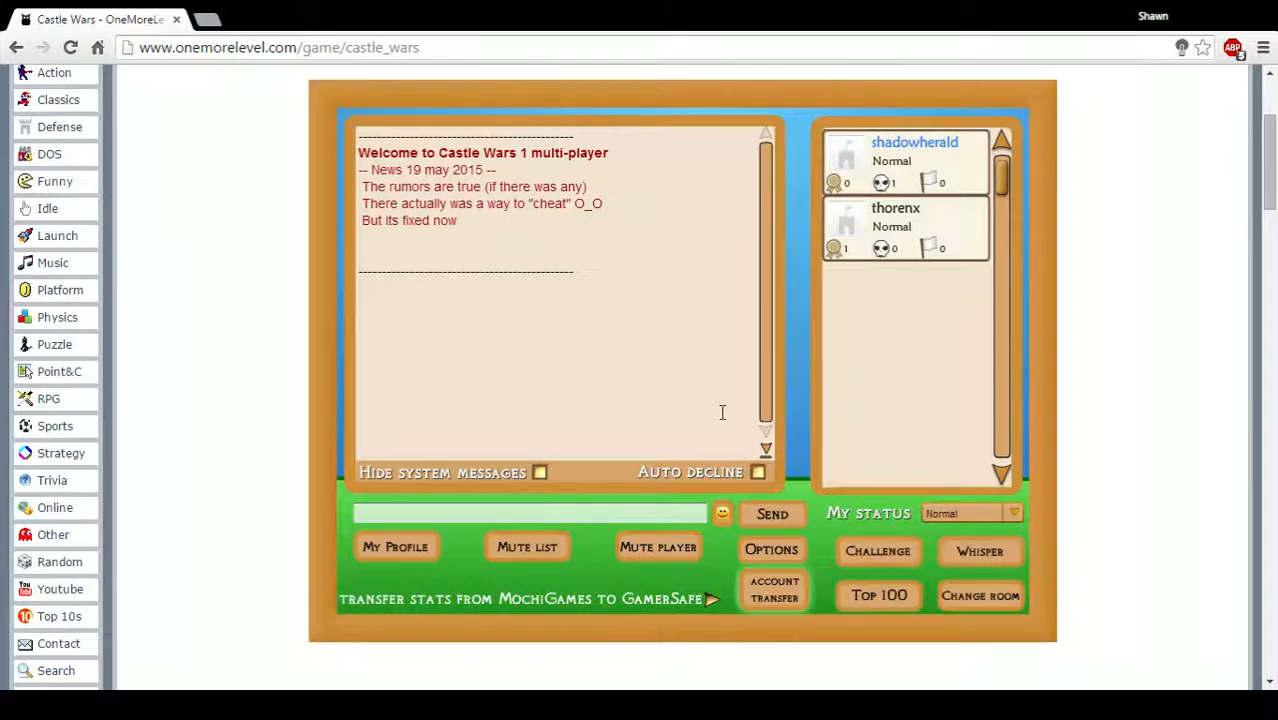 Castle Wars - OneMoreLe
Shawn
www.onemorelevel.com/game/castle_wars
ABP
5
Action
Classics
Defense
DOS
Funny
Idle
Launch
Music
Platform
Physics
Puzzle
Point&C
RPG
Sports
Strategy
Trivia
Online
Other
Random
Youtube
Top 10s
Contact
Search
Welcome to Castle Wars 1 multi-player
-- News 19 may 2015 --
The rumors are true (if there was any)
There actually was a way to "cheat" O_O
But its fixed now
HIDE SYSTEM MESSAGES
AUTO DECLINE
shadowherald
Normal
0 1 0
thorenx
Normal
1 0 0
SEND
MY STATUS
Normal
MY PROFILE
MUTE LIST
MUTE PLAYER
OPTIONS
CHALLENGE
WHISPER
TRANSFER STATS FROM MOCHIGAMES TO GAMERSAFE
ACCOUNT
TRANSFER
TOP 100
CHANGE ROOM